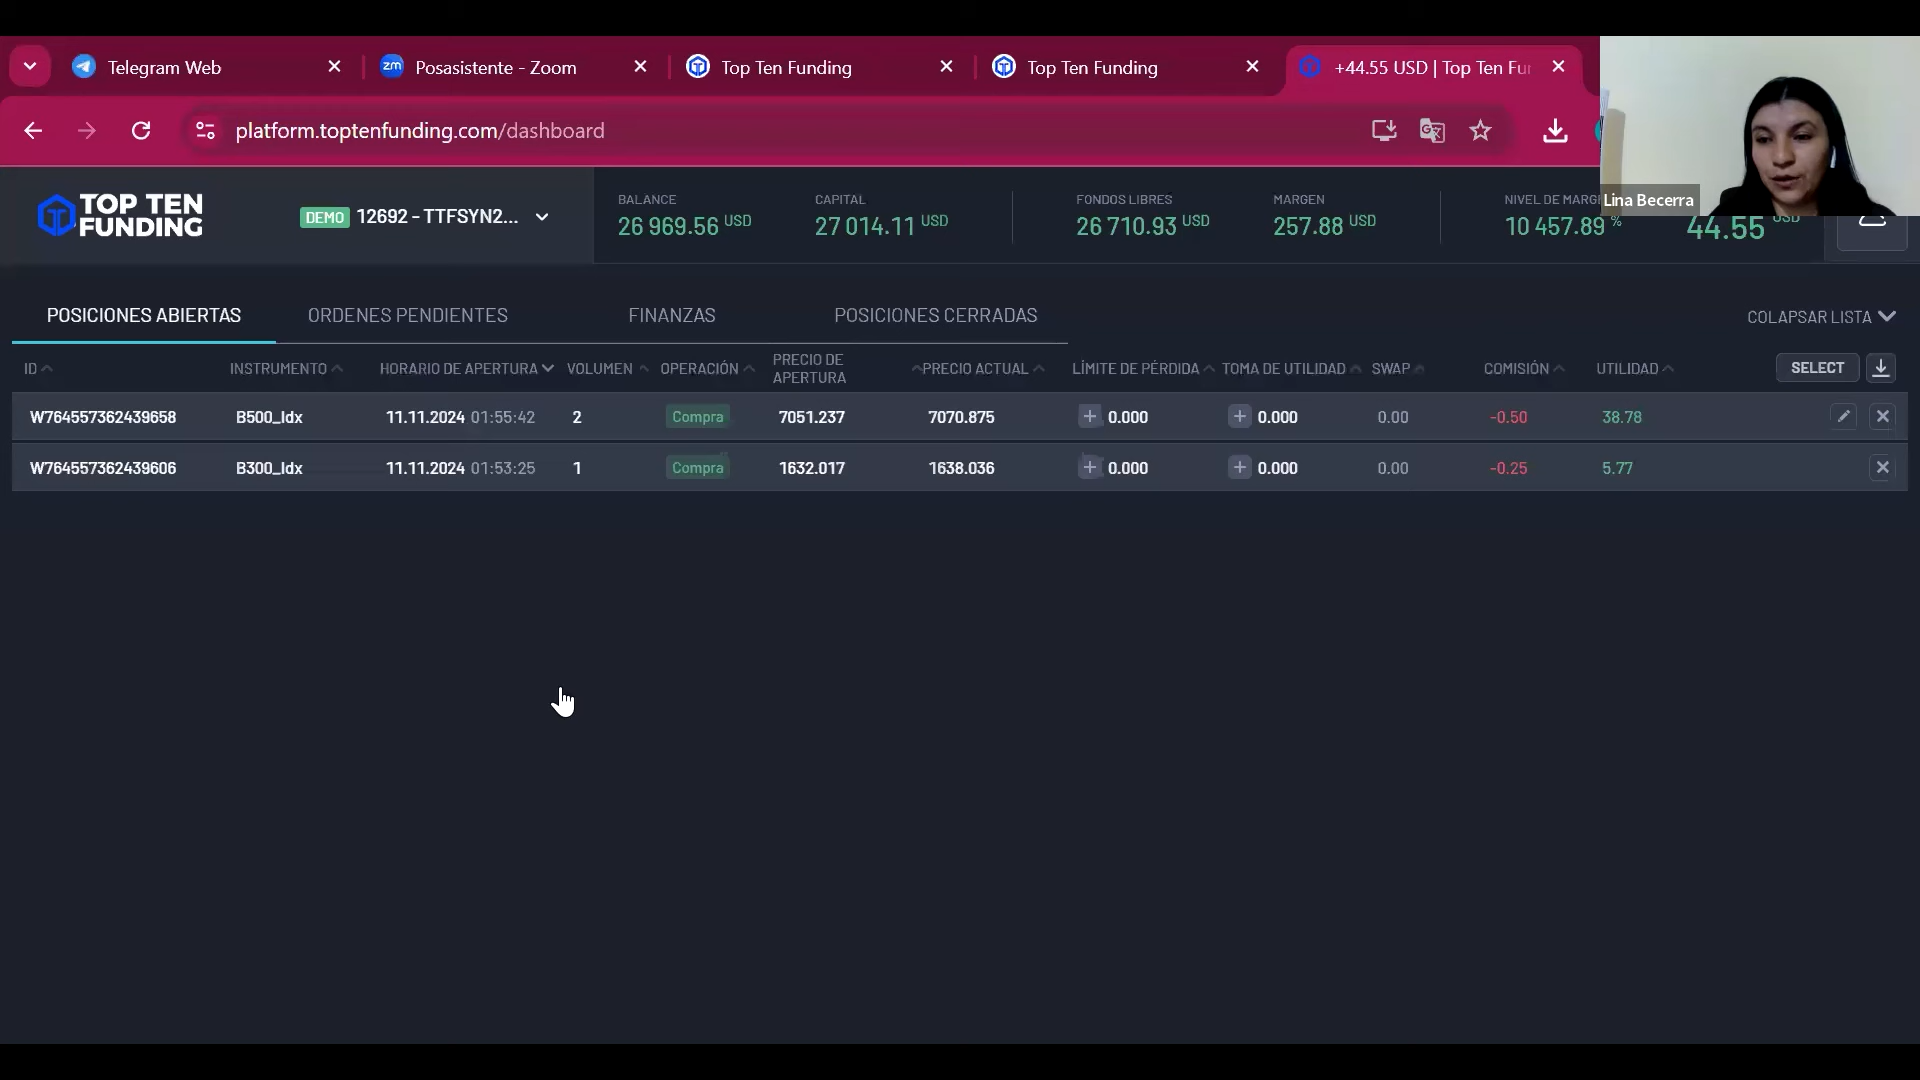 Telegram Web
zm Posasistente - Zoom
Top Ten Funding
Top Ten Funding
+44.55 USD | Top Ten Fu
platform.toptenfunding.com/dashboard
Lina Becerra
TOP TEN
FUNDING
DEMO 12692 - TTFSYN2...
BALANCE
26 969.56 USD
CAPITAL
27 014.11 USD
FONDOS LIBRES
26 710.93 USD
MARGEN
257.88 USD
NIVEL DE MARGE
10 457.89 %
44.55 USD
POSICIONES ABIERTAS ORDENES PENDIENTES FINANZAS POSICIONES CERRADAS COLAPSAR LISTA
ID INSTRUMENTO HORARIO DE APERTURA VOLUMEN OPERACIÓN PRECIO DE APERTURA PRECIO ACTUAL LÍMITE DE PÉRDIDA TOMA DE UTILIDAD SWAP COMISIÓN UTILIDAD SELECT
W764557362439658 B500_Idx 11.11.2024 01:55:42 2 Compra 7051.237 7070.875 + 0.000 + 0.000 0.00 -0.50 38.78
W764557362439606 B300_Idx 11.11.2024 01:53:25 1 Compra 1632.017 1638.036 + 0.000 + 0.000 0.00 -0.25 5.77